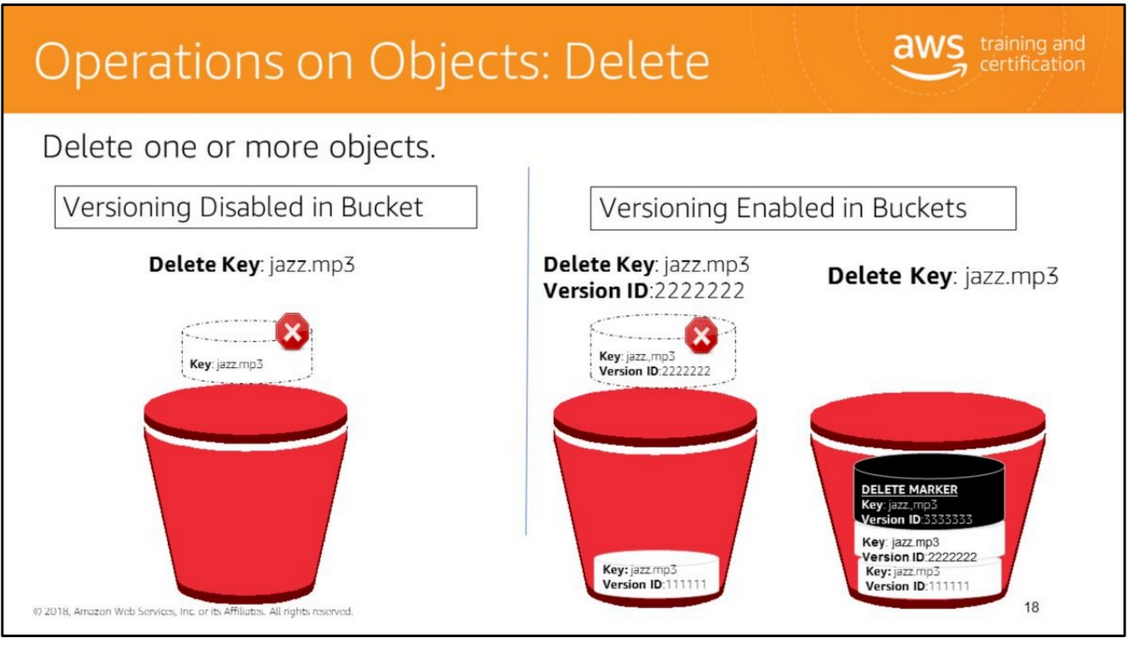 Operations on Objects: Delete
aws training and
certification
Delete one or more objects.
Versioning Disabled in Bucket
Delete Key: jazz.mp3
Key: jazz.mp3
Versioning Enabled in Buckets
Delete Key: jazz.mp3
Version ID:2222222
Key: jazz.,mp3
Version ID:2222222
Key: jazz.mp3
Version ID:111111
Delete Key: jazz.mp3
DELETE MARKER
Key: jazz.,mp3
Version ID:3333333
Key: jazz.mp3
Version ID:2222222
Key: jazz.mp3
Version ID:111111
© 2018, Amazon Web Services, Inc. or its Affiliates. All rights reserved.
18